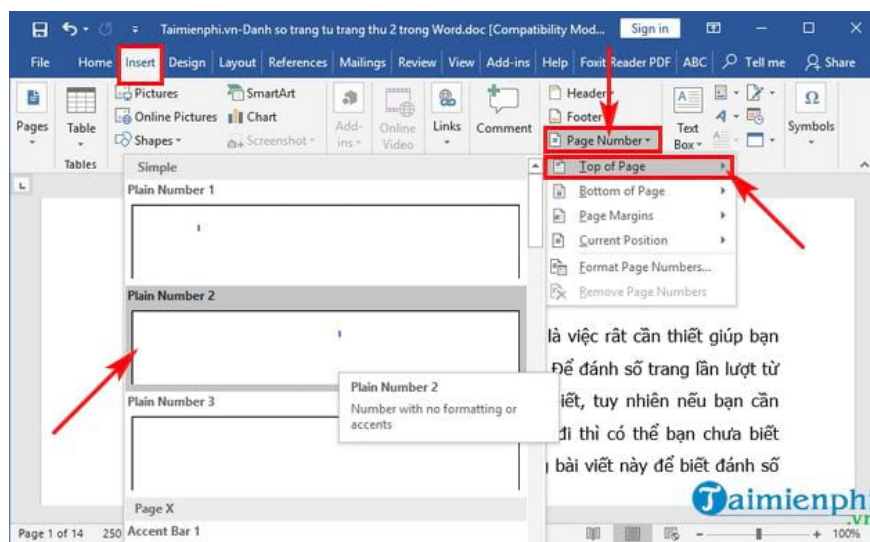 Taimienphi.vn-Danh so trang tu trang thu 2 trong Word.doc [Compatibility Mod... Sign in
File Home Insert Design Layout References Mailings Review View Add-ins Help Foxit Reader PDF ABC Tell me Share
Pages
Table
Tables
Pictures
Online Pictures
Shapes
SmartArt
Chart
Screenshot
Add-
ins
Online
Video
Links
Comment
Header
Footer
Page Number
Text
Box
Symbols
Top of Page
Bottom of Page
Page Margins
Current Position
Format Page Numbers...
Remove Page Numbers
Simple
Plain Number 1
1
Plain Number 2
1
Plain Number 2
Number with no formatting or
accents
Plain Number 3
Page X
Accent Bar 1
là việc rât cần thiết giúp bạn
Để đánh số trang lần lượt từ
iết, tuy nhiên nếu bạn cần
đi thì có thể bạn chưa biết
bài viết này để biết đánh số
Taimienphi
.vn
Page 1 of 14 250
100%